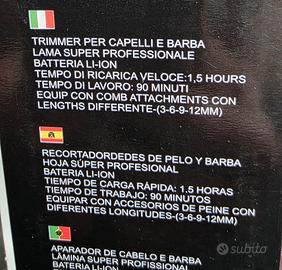 TRIMMER PER CAPELLI E BARBA
LAMA SUPER PROFESSIONALE
BATTERIA LI-ION
TEMPO DI RICARICA VELOCE:1,5 HOURS
TEMPO DI LAVORO: 90 MINUTI
EQUIP CON COMB ATTACHMENTS CON
LENGTHS DIFFERENTE-(3-6-9-12MM)
RECORTADORDEDES DE PELO Y BARBA
HOJA SÚPER PROFESIONAL
BATERIA LI-ION
TIEMPO DE CARGA RÁPIDA: 1.5 HORAS
TIEMPO DE TRABAJO: 90 MINUTOS
EQUIPAR CON ACCESORIOS DE PEINE CON
DIFERENTES LONGITUDES-(3-6-9-12MM)
subito
APARADOR DE CABELO E BARBA
LÂMINA SUPER PROFISSIONAL
BATERIA LI-ION